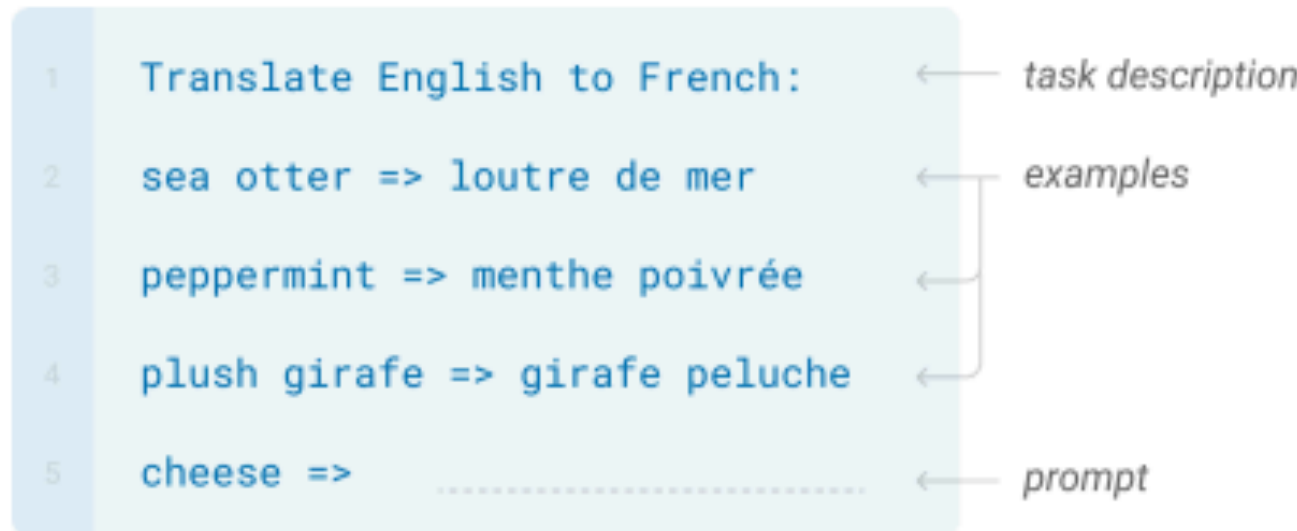 1 Translate English to French: task description
2 sea otter => loutre de mer examples
3 peppermint => menthe poivrée
4 plush girafe => girafe peluche
5 cheese => prompt